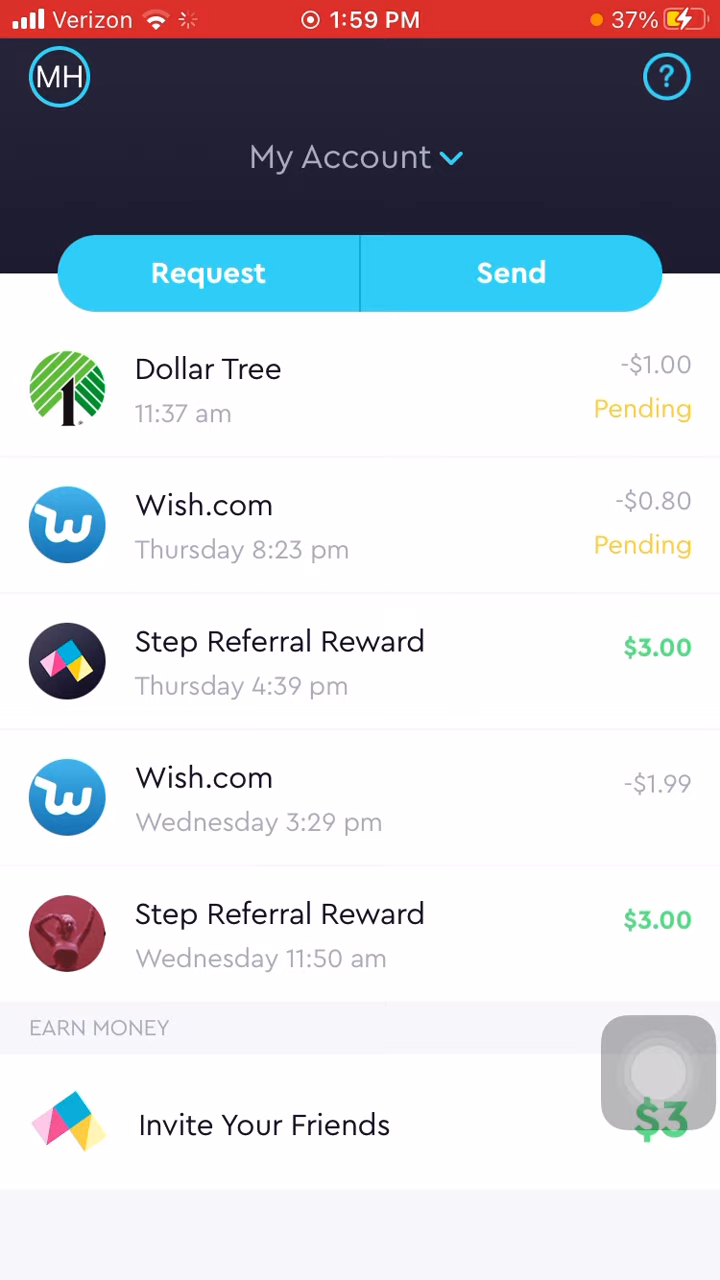 Verizon 1:59 PM 37%
MH ?
My Account
Request Send
Dollar Tree -$1.00
11:37 am Pending
Wish.com -$0.80
Thursday 8:23 pm Pending
Step Referral Reward $3.00
Thursday 4:39 pm
Wish.com -$1.99
Wednesday 3:29 pm
Step Referral Reward $3.00
Wednesday 11:50 am
EARN MONEY
Invite Your Friends $3